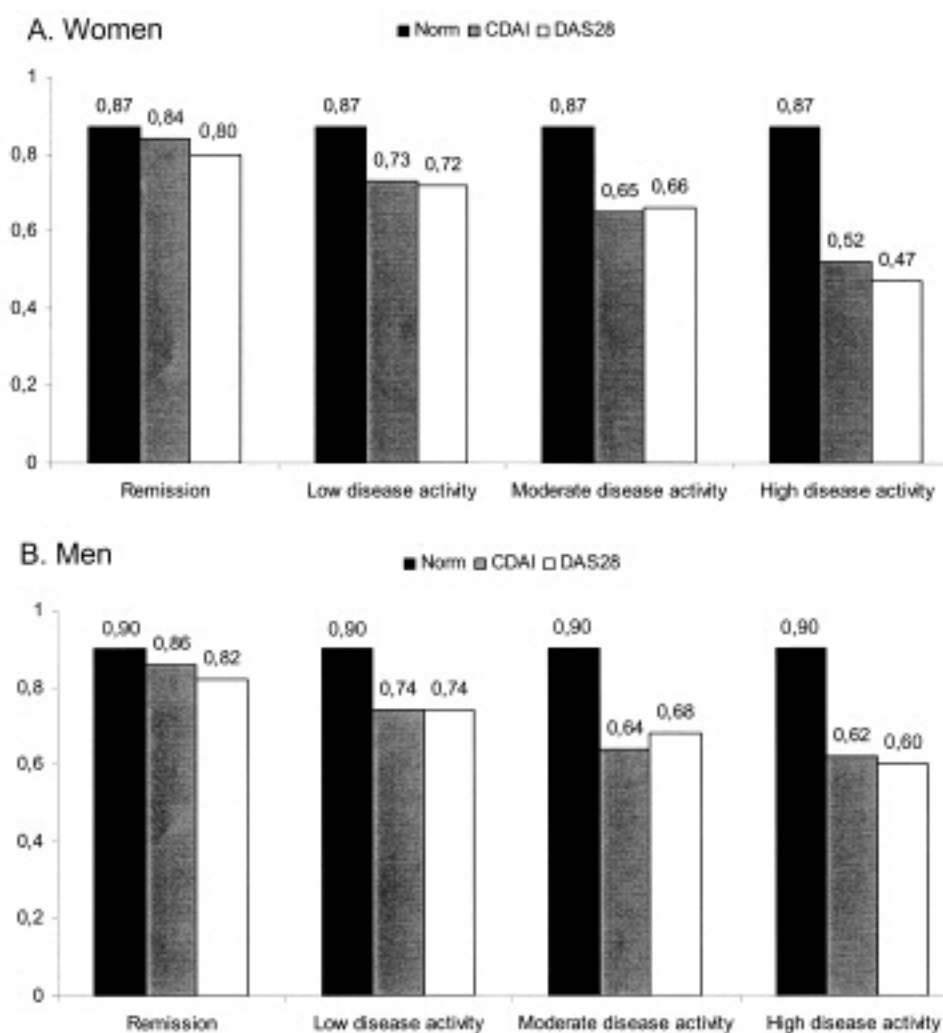 A. Women
Norm CDAI DAS28
1
0,8
0,6
0,4
0,2
0
0,87 0,84 0,80
0,87 0,73 0,72
0,87 0,65 0,66
0,87 0,52 0,47
Remission Low disease activity Moderate disease activity High disease activity
B. Men
Norm CDAI DAS28
1
0,8
0,6
0,4
0,2
0
0,90 0,86 0,82
0,90 0,74 0,74
0,90 0,64 0,68
0,90 0,62 0,60
Remission Low disease activity Moderate disease activity High disease activity